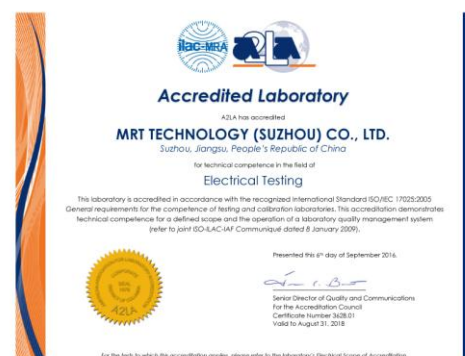 ilac-MRA
A2LA
Accredited Laboratory
A2LA has accredited
MRT TECHNOLOGY (SUZHOU) CO., LTD.
Suzhou, Jiangsu, People's Republic of China
for technical competence in the field of
Electrical Testing
This laboratory is accredited in accordance with the recognized International Standard ISO/IEC 17025:2005
General requirements for the competence of testing and calibration laboratories. This accreditation demonstrates
technical competence for a defined scope and the operation of a laboratory quality management system
(refer to joint ISO-ILAC-IAF Communiqué dated 8 January 2009).
Presented this 6th day of September 2016.
Senior Director of Quality and Communications
For the Accreditation Council
Certificate Number 3628.01
Valid to August 31, 2018
SEAL
A2LA
For the tests to which this accreditation applies, please refer to the laboratory's Electrical Scope of Accreditation.